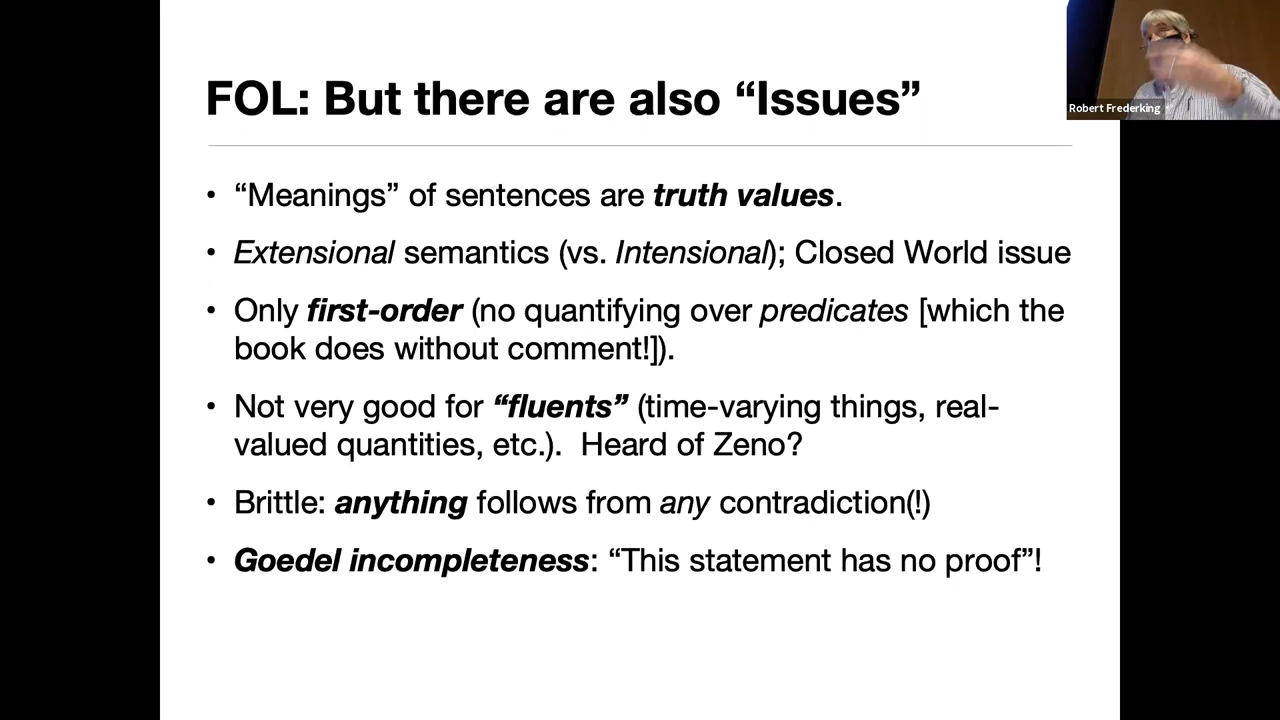 FOL: But there are also “Issues”
Robert Frederking
• “Meanings” of sentences are truth values.
• Extensional semantics (vs. Intensional); Closed World issue
• Only first-order (no quantifying over predicates [which the
book does without comment!]).
• Not very good for “fluents” (time-varying things, real-
valued quantities, etc.).  Heard of Zeno?
• Brittle: anything follows from any contradiction(!)
• Goedel incompleteness: “This statement has no proof”!